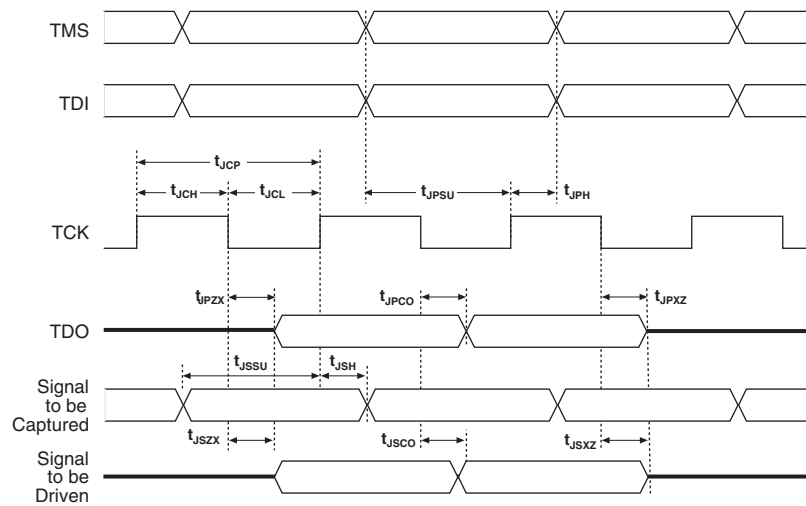 TMS
TDI
tJCP
tJCH tJCL tJPSU tJPH
TCK
tJPZX tJPCO tJPXZ
TDO
tJSSU tJSH
Signal
to be
Captured
tJSZX tJSCO tJSXZ
Signal
to be
Driven